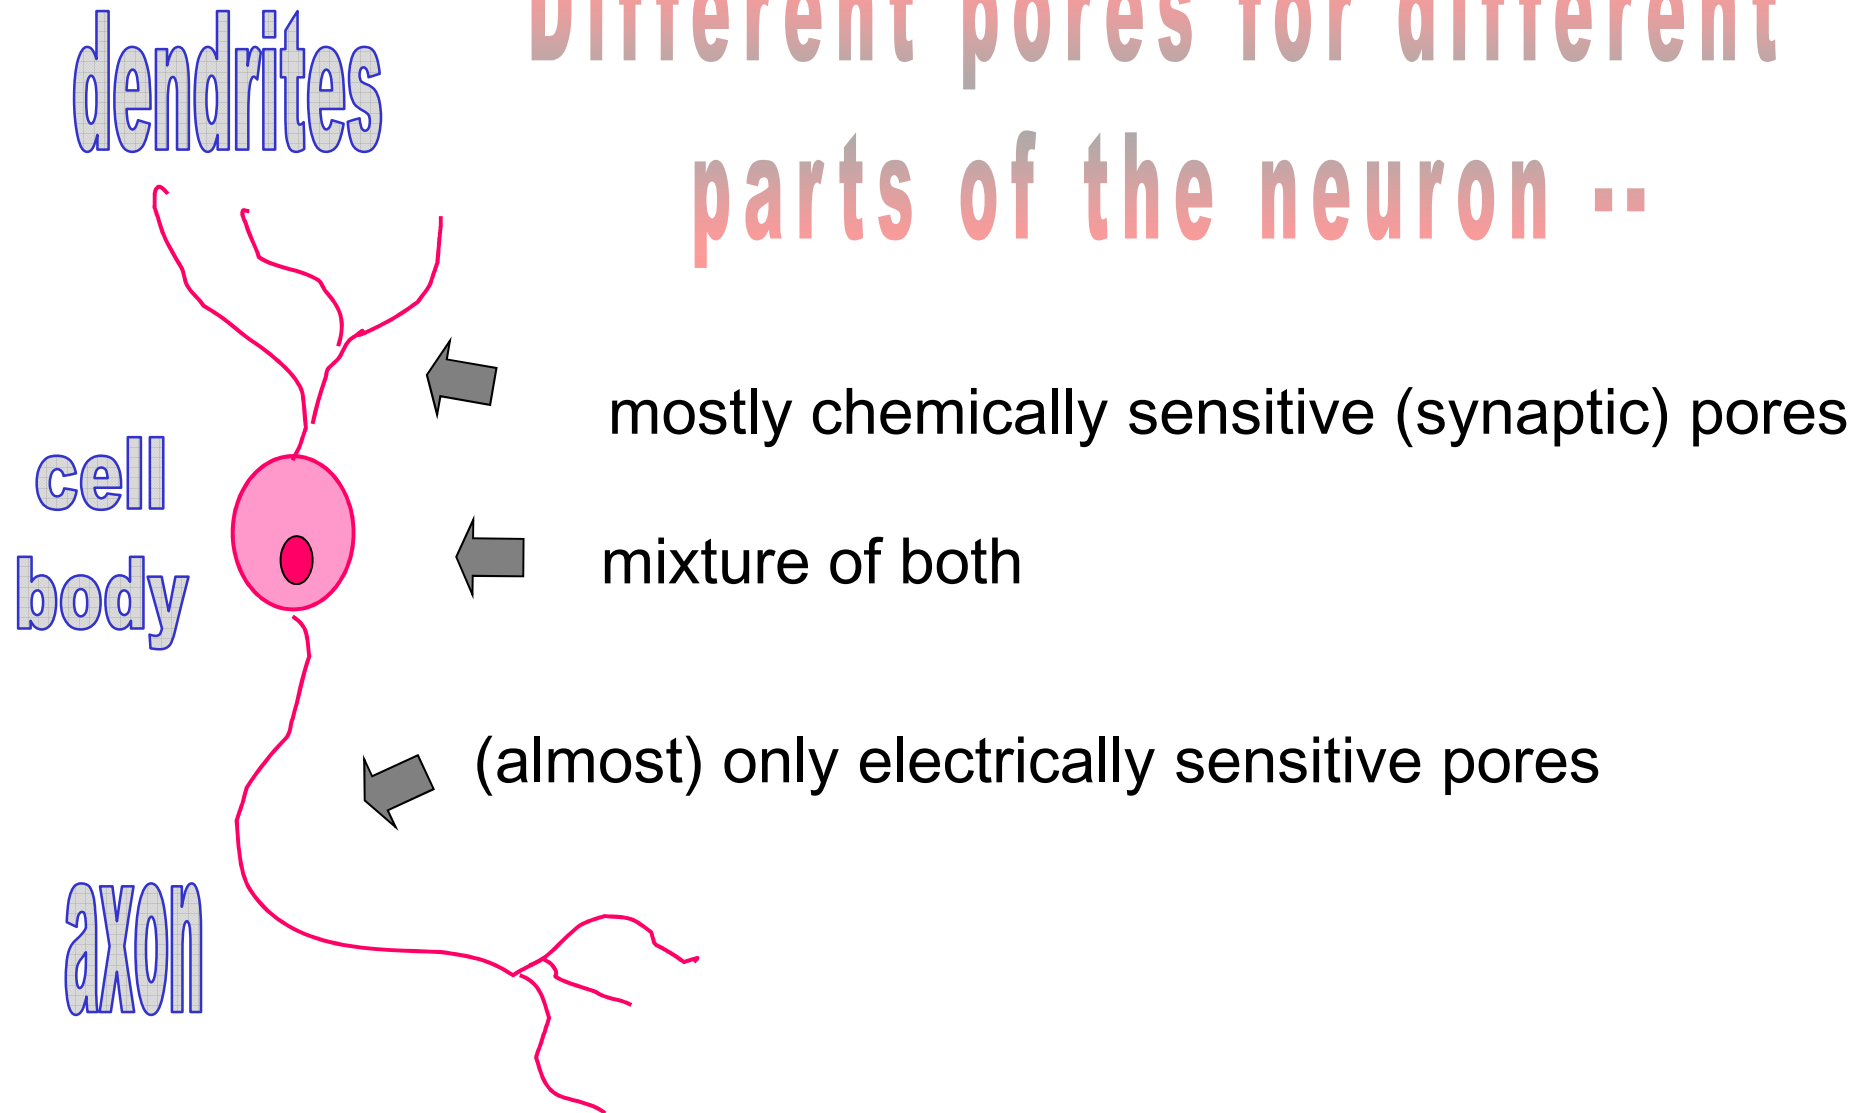 Different pores for different
parts of the neuron --
dendrites
mostly chemically sensitive (synaptic) pores
cell
body
mixture of both
(almost) only electrically sensitive pores
axon